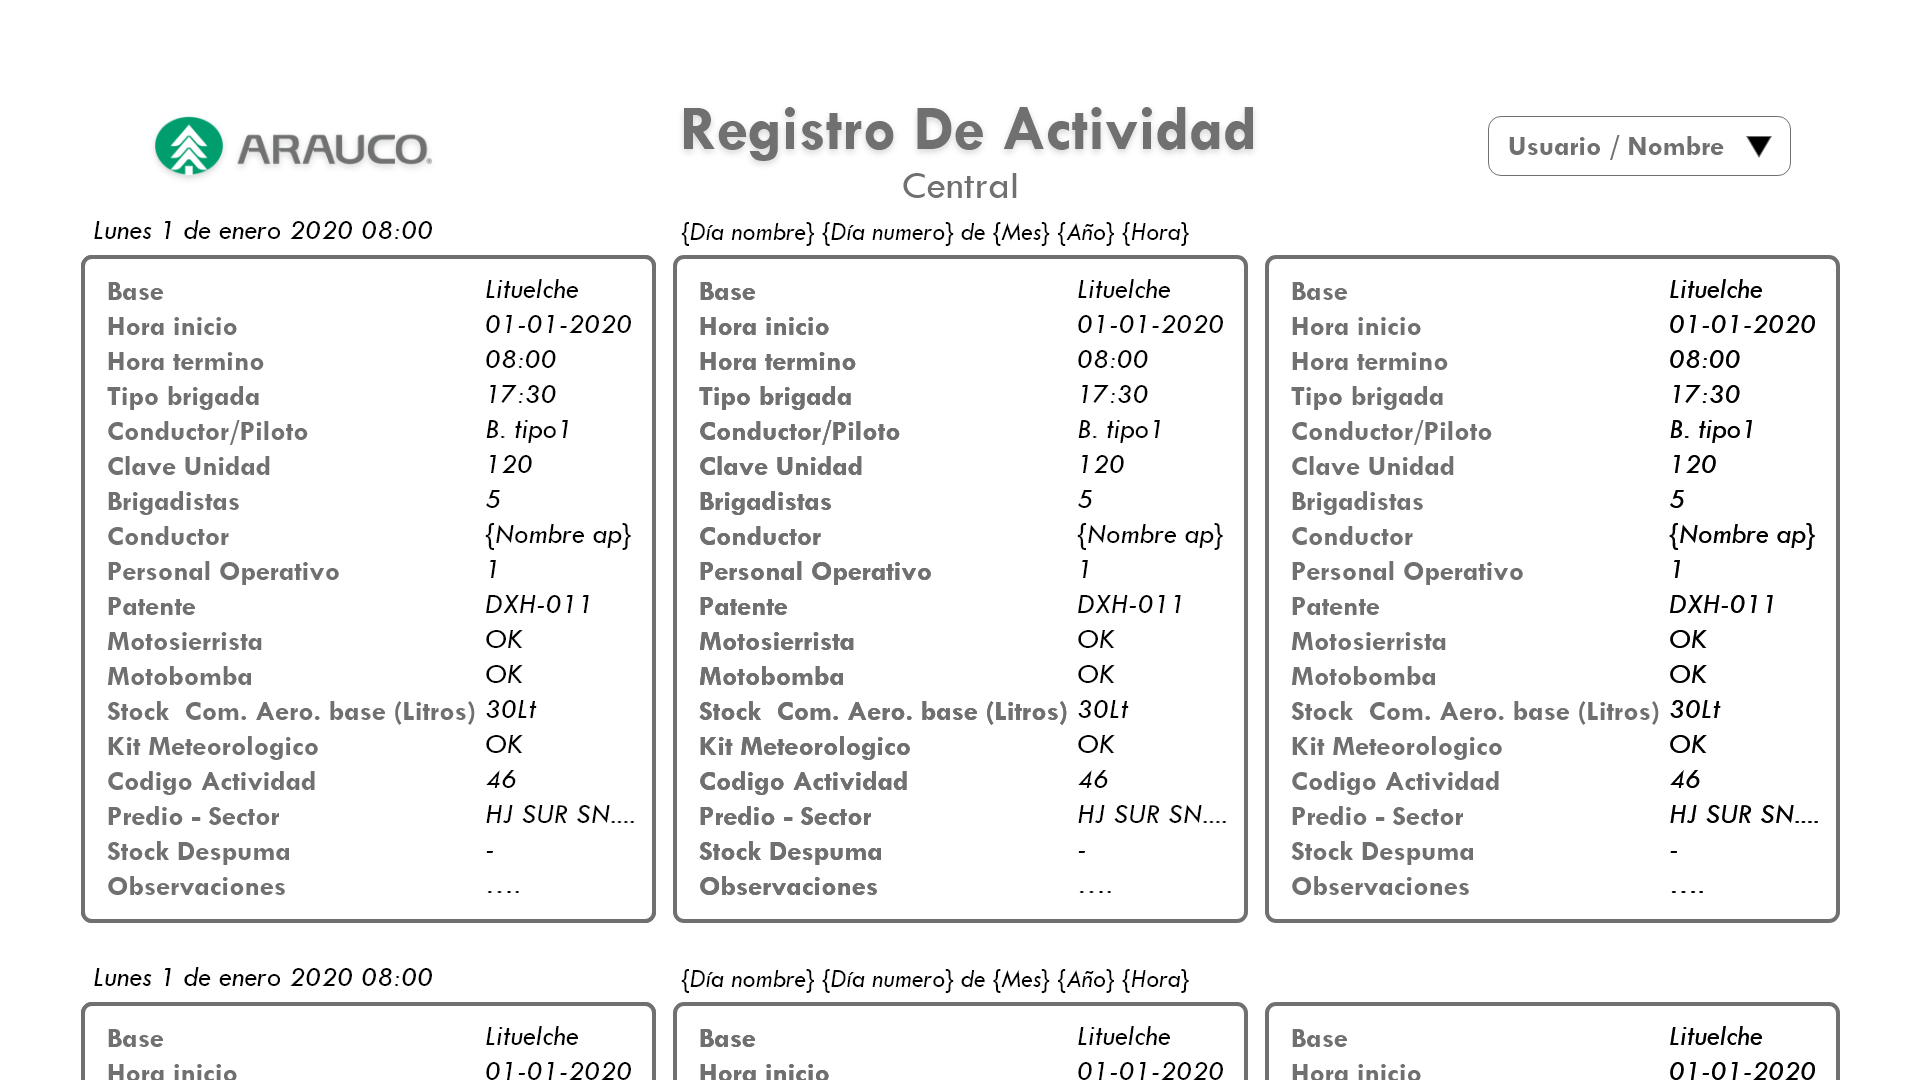 ARAUCO.
Registro De Actividad
Central
Usuario / Nombre ▼
Lunes 1 de enero 2020 08:00
Base Lituelche
Hora inicio 01-01-2020
Hora termino 08:00
Tipo brigada 17:30
Conductor/Piloto B. tipo1
Clave Unidad 120
Brigadistas 5
Conductor {Nombre ap}
Personal Operativo 1
Patente DXH-011
Motosierrista OK
Motobomba OK
Stock  Com. Aero. base (Litros) 30Lt
Kit Meteorologico OK
Codigo Actividad 46
Predio - Sector HJ SUR SN....
Stock Despuma -
Observaciones ....
{Día nombre} {Día numero} de {Mes} {Año} {Hora}
Base Lituelche
Hora inicio 01-01-2020
Hora termino 08:00
Tipo brigada 17:30
Conductor/Piloto B. tipo1
Clave Unidad 120
Brigadistas 5
Conductor {Nombre ap}
Personal Operativo 1
Patente DXH-011
Motosierrista OK
Motobomba OK
Stock  Com. Aero. base (Litros) 30Lt
Kit Meteorologico OK
Codigo Actividad 46
Predio - Sector HJ SUR SN....
Stock Despuma -
Observaciones ....
Base Lituelche
Hora inicio 01-01-2020
Hora termino 08:00
Tipo brigada 17:30
Conductor/Piloto B. tipo1
Clave Unidad 120
Brigadistas 5
Conductor {Nombre ap}
Personal Operativo 1
Patente DXH-011
Motosierrista OK
Motobomba OK
Stock  Com. Aero. base (Litros) 30Lt
Kit Meteorologico OK
Codigo Actividad 46
Predio - Sector HJ SUR SN....
Stock Despuma -
Observaciones ....
Lunes 1 de enero 2020 08:00
Base Lituelche
Hora inicio 01-01-2020
{Día nombre} {Día numero} de {Mes} {Año} {Hora}
Base Lituelche
Hora inicio 01-01-2020
Base Lituelche
Hora inicio 01-01-2020